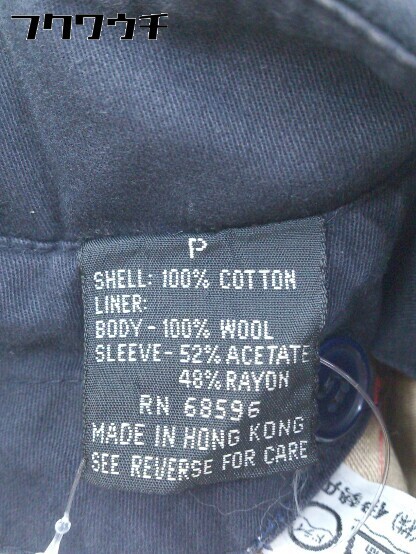 フクワウチ
P
SHELL: 100% COTTON
LINER:
BODY - 100% WOOL
SLEEVE - 52% ACETATE
48% RAYON
RN 68596
MADE IN HONG KONG
SEE REVERSE FOR CARE